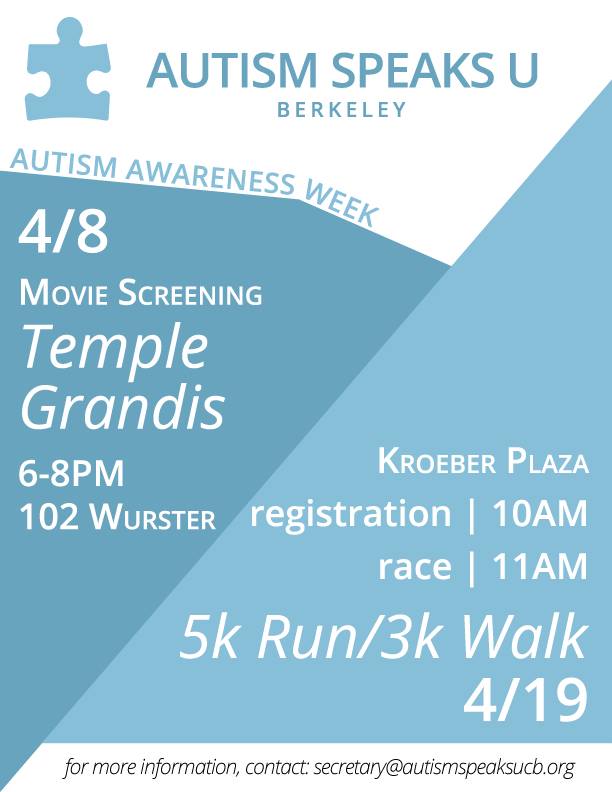 AUTISM SPEAKS U
BERKELEY
AUTISM AWARENESS WEEK
4/8
Movie Screening
Temple
Grandis
6-8PM
102 Wurster
Kroeber Plaza
registration | 10AM
race | 11AM
5k Run/3k Walk
4/19
for more information, contact: secretary@autismspeaksucb.org